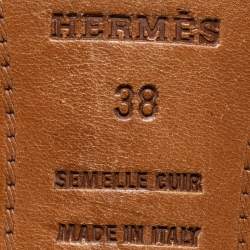 HERMÈS
38
SEMELLE CUIR
MADE IN ITALY